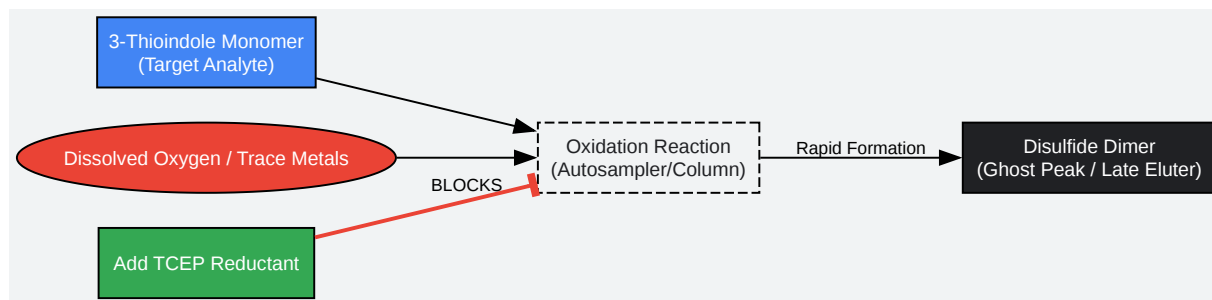 3-Thioindole Monomer
(Target Analyte)
Dissolved Oxygen / Trace Metals
Add TCEP Reductant
BLOCKS
Oxidation Reaction
(Autosampler/Column)
Rapid Formation
Disulfide Dimer
(Ghost Peak / Late Eluter)